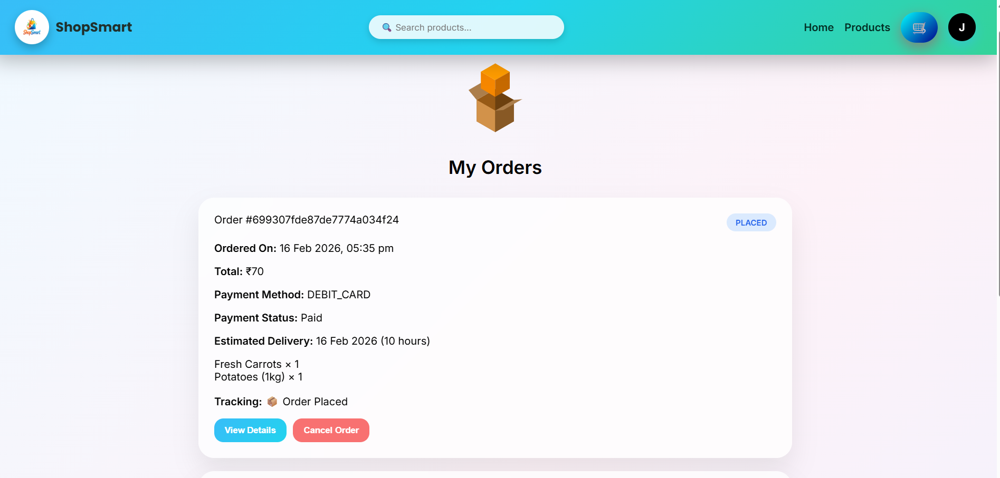 ShopSmart
ShopSmart
Search products...
Home
Products
J
My Orders
Order #699307fde87de7774a034f24
PLACED
Ordered On: 16 Feb 2026, 05:35 pm
Total: ₹70
Payment Method: DEBIT_CARD
Payment Status: Paid
Estimated Delivery: 16 Feb 2026 (10 hours)
Fresh Carrots × 1
Potatoes (1kg) × 1
Tracking: Order Placed
View Details
Cancel Order